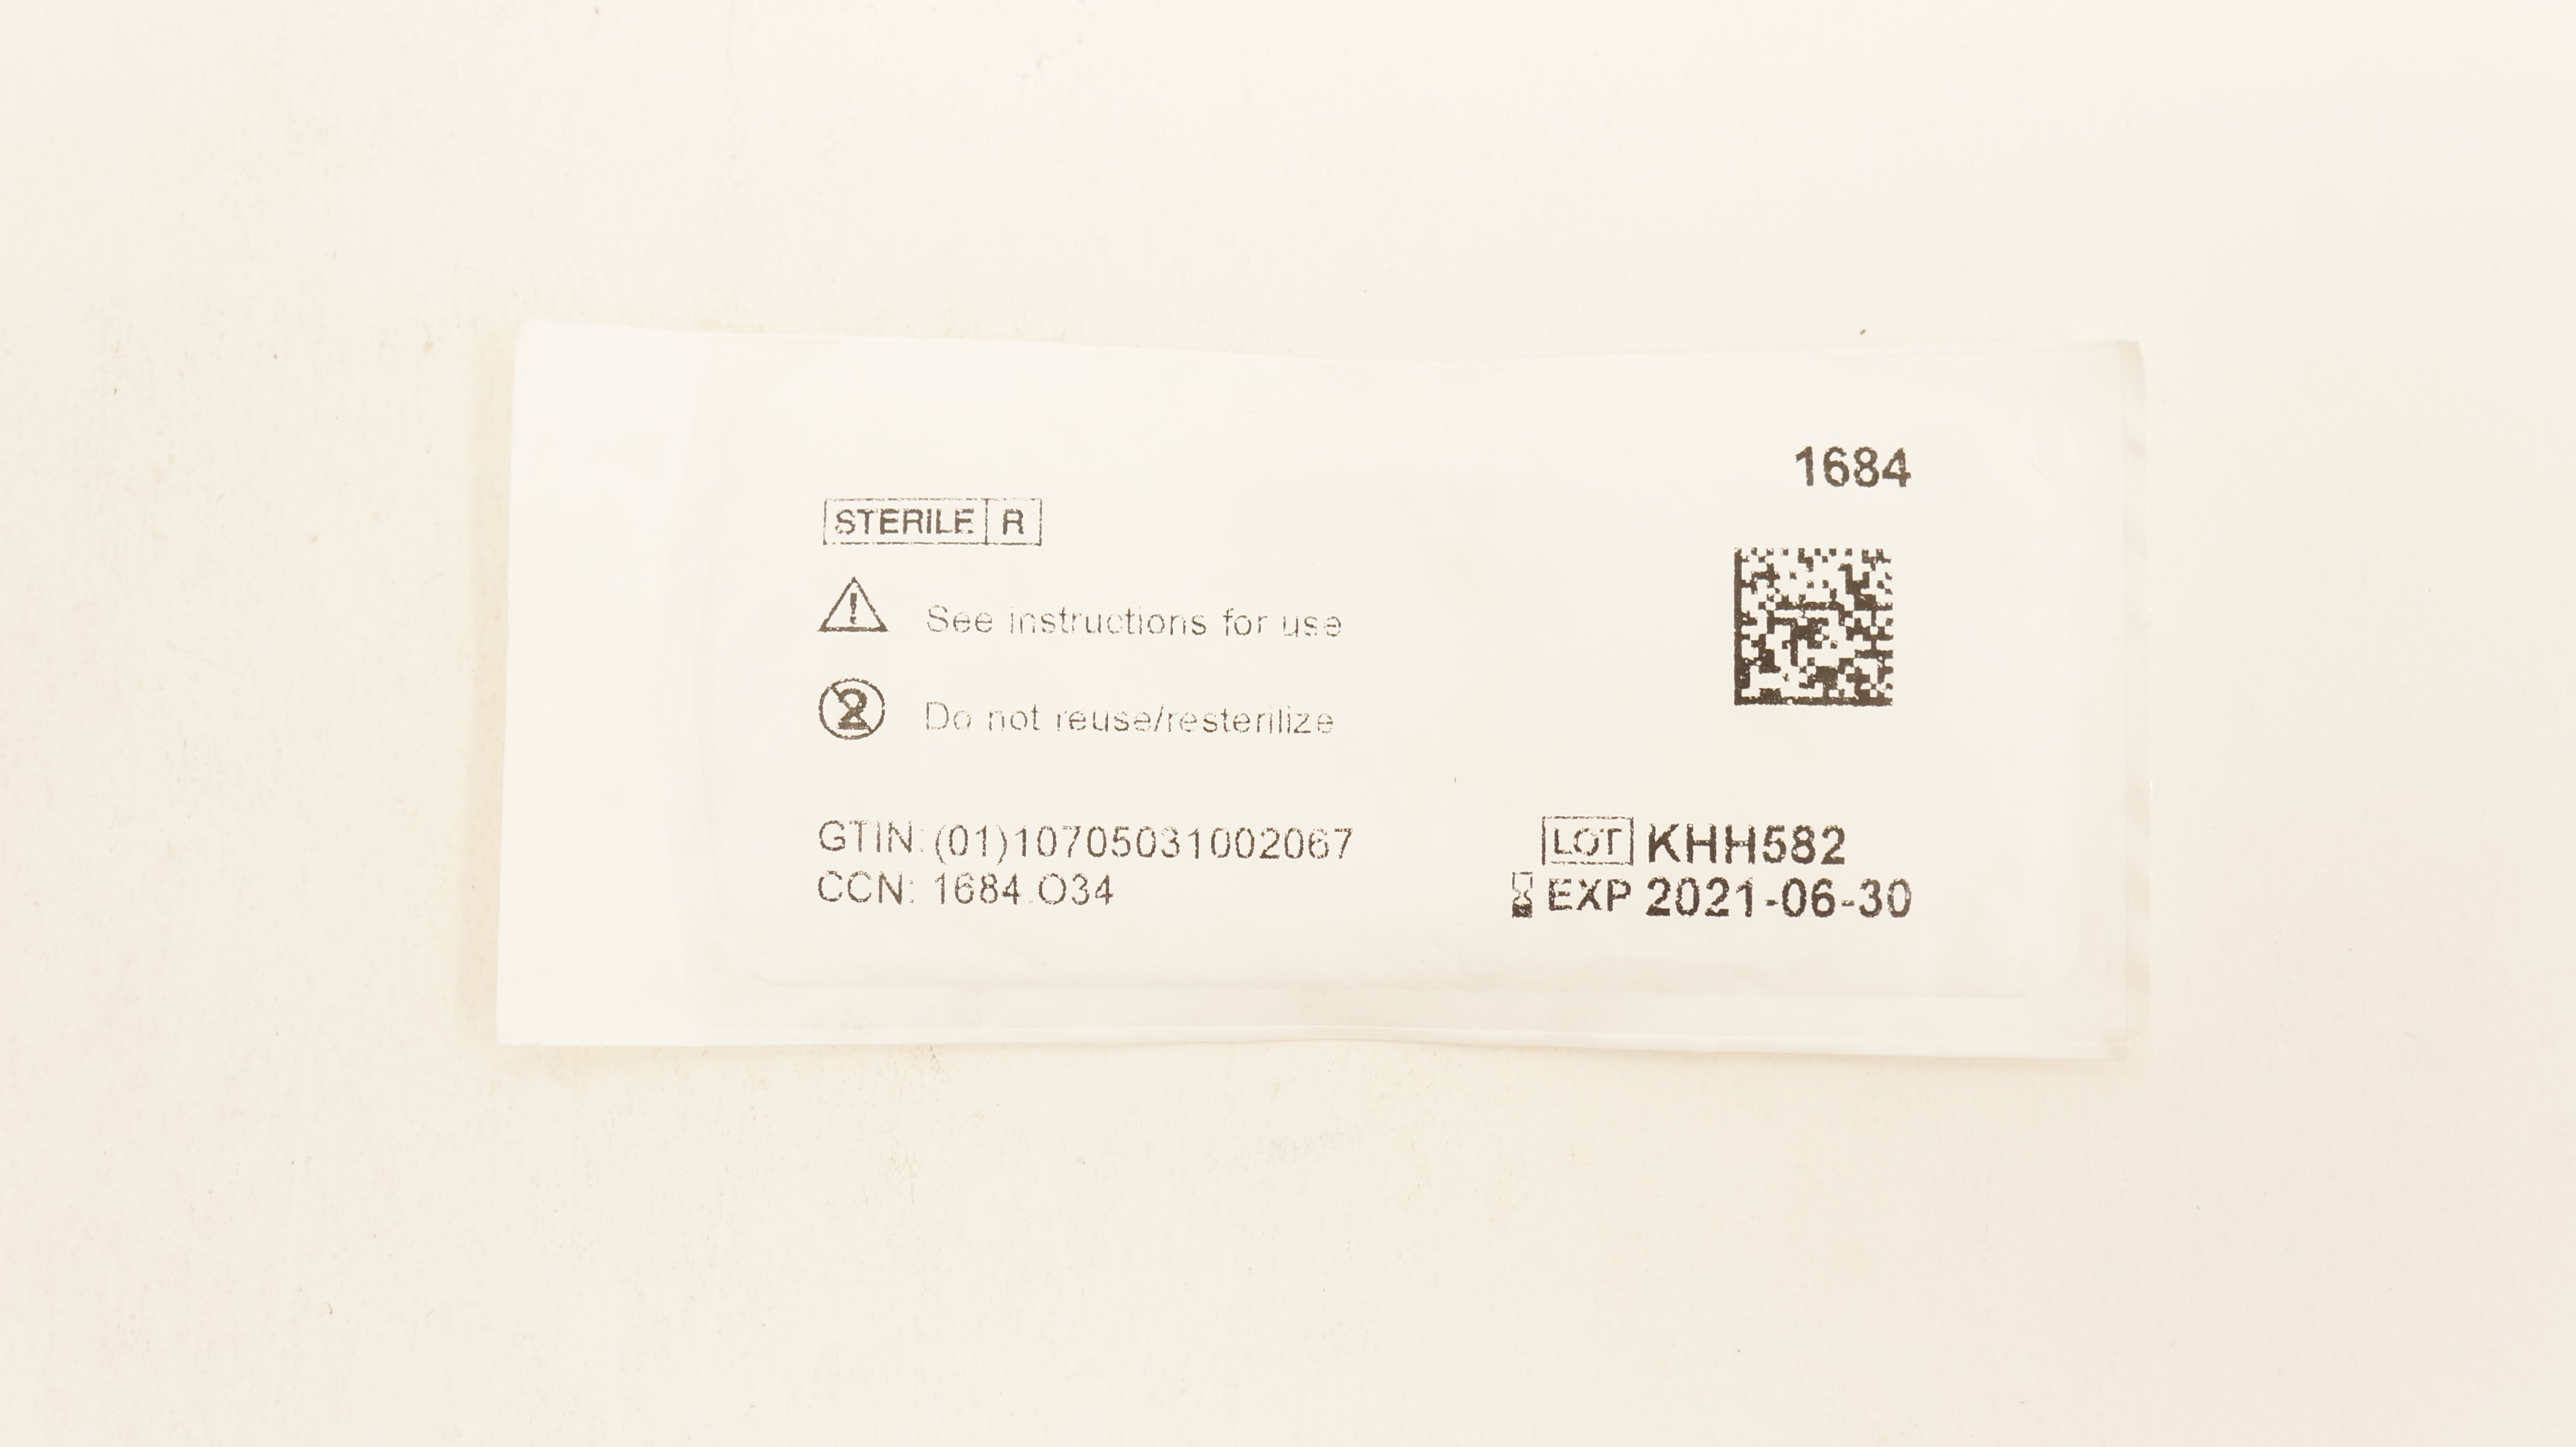 1684
STERILE R
See instructions for use
2
Do not reuse/resterilize
GTIN: (01)10705031002067
CCN: 1684.O34
LOT KHH582
EXP 2021-06-30